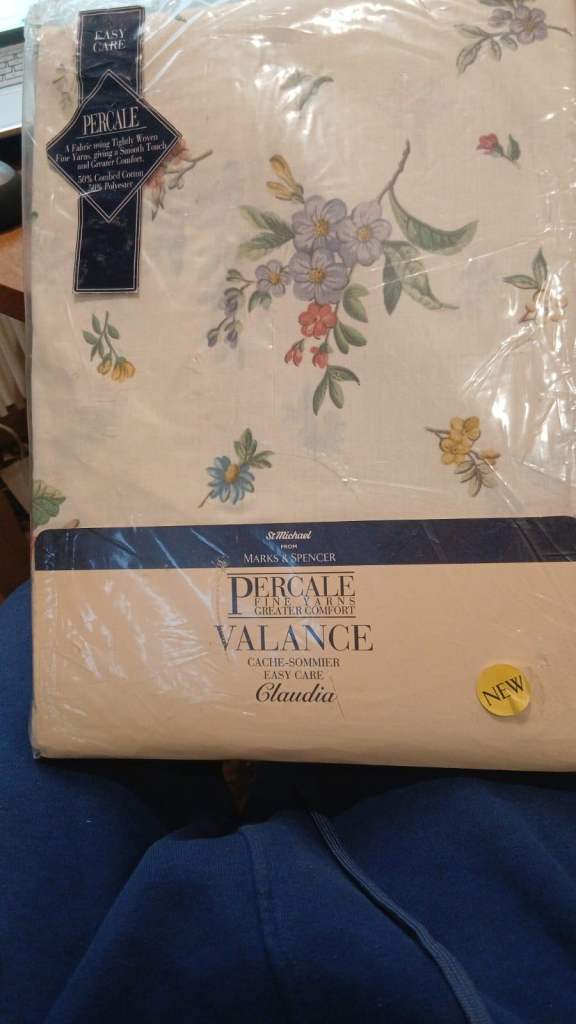 EASY
CARE
PERCALE
A Fabric using Tightly Woven
Fine Yarns, giving a Smooth Touch
and Greater Comfort.
50% Combed Cotton
50% Polyester
St Michael
FROM
MARKS & SPENCER
PERCALE
FINE YARNS
GREATER COMFORT
VALANCE
CACHE-SOMMIER
EASY CARE
Claudia
NEW